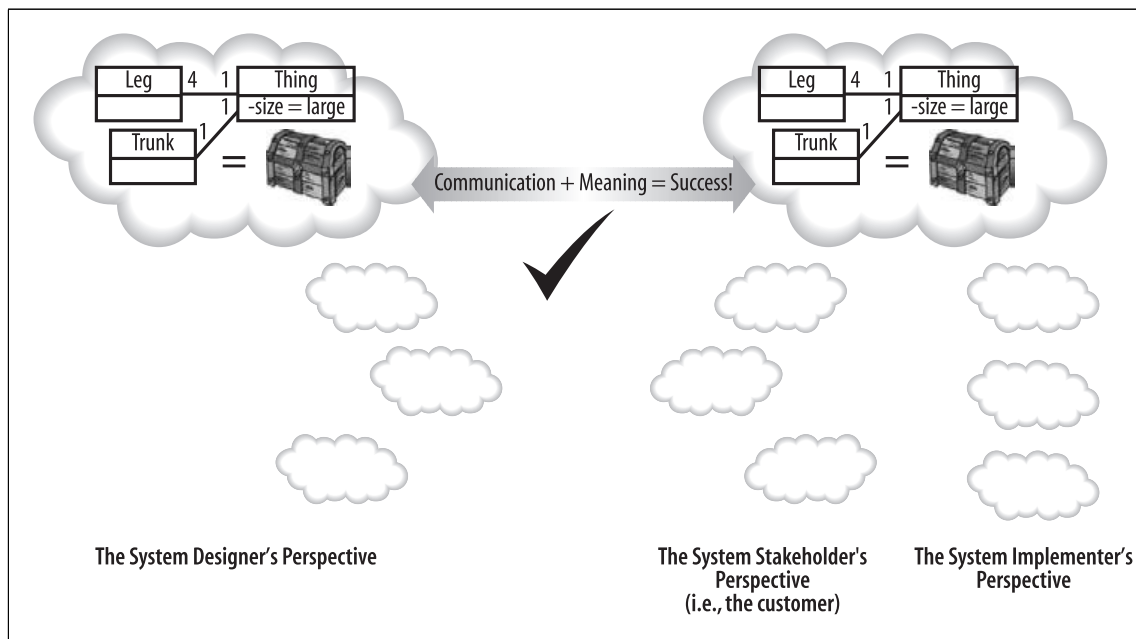 Leg 4 1 Thing
1 -size = large
Trunk 1
=
Leg 4 1 Thing
1 -size = large
Trunk 1
=
Communication + Meaning = Success!
The System Designer's Perspective
The System Stakeholder's
Perspective
(i.e., the customer)
The System Implementer's
Perspective